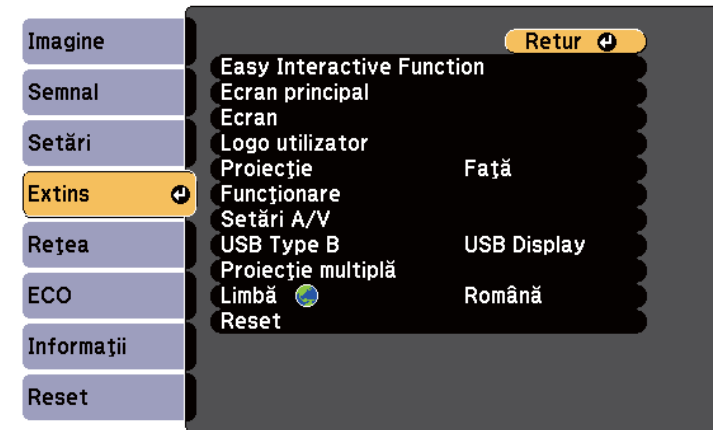 Imagine
Semnal
Setări
Extins
Reţea
ECO
Informaţii
Reset
Retur
Easy Interactive Function
Ecran principal
Ecran
Logo utilizator
Proiecţie Faţă
Funcţionare
Setări A/V
USB Type B USB Display
Proiecţie multiplă
Limbă Română
Reset